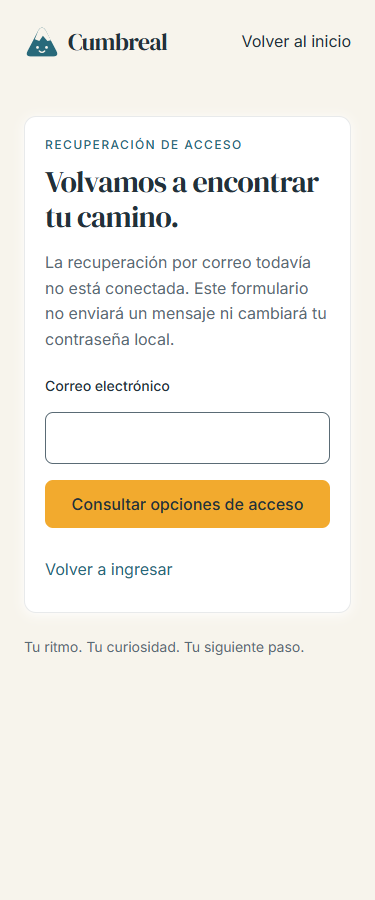 Cumbreal
Volver al inicio
RECUPERACIÓN DE ACCESO
Volvamos a encontrar
tu camino.
La recuperación por correo todavía
no está conectada. Este formulario
no enviará un mensaje ni cambiará tu
contraseña local.
Correo electrónico
Consultar opciones de acceso
Volver a ingresar
Tu ritmo. Tu curiosidad. Tu siguiente paso.